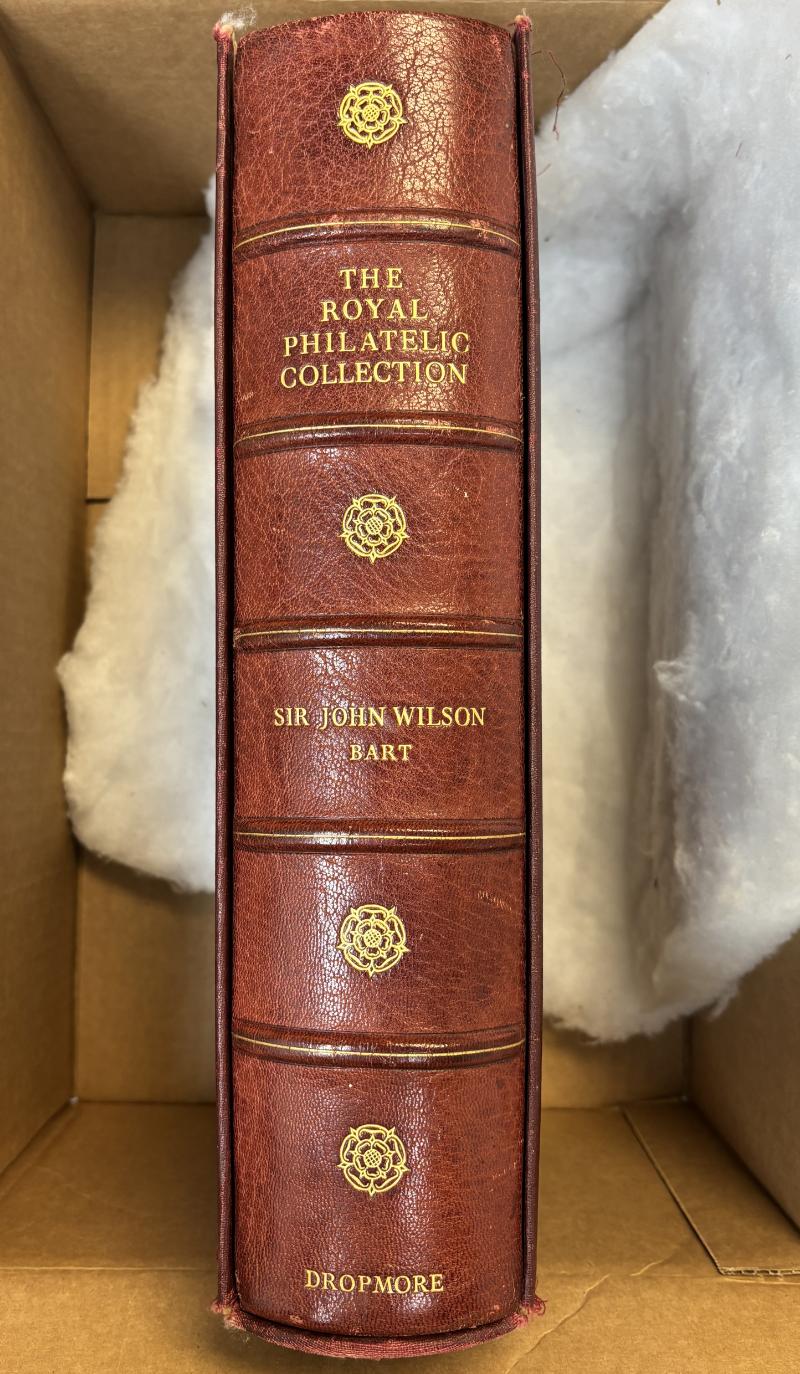 THE
ROYAL
PHILATELIC
COLLECTION
SIR JOHN WILSON
BART
DROPMORE